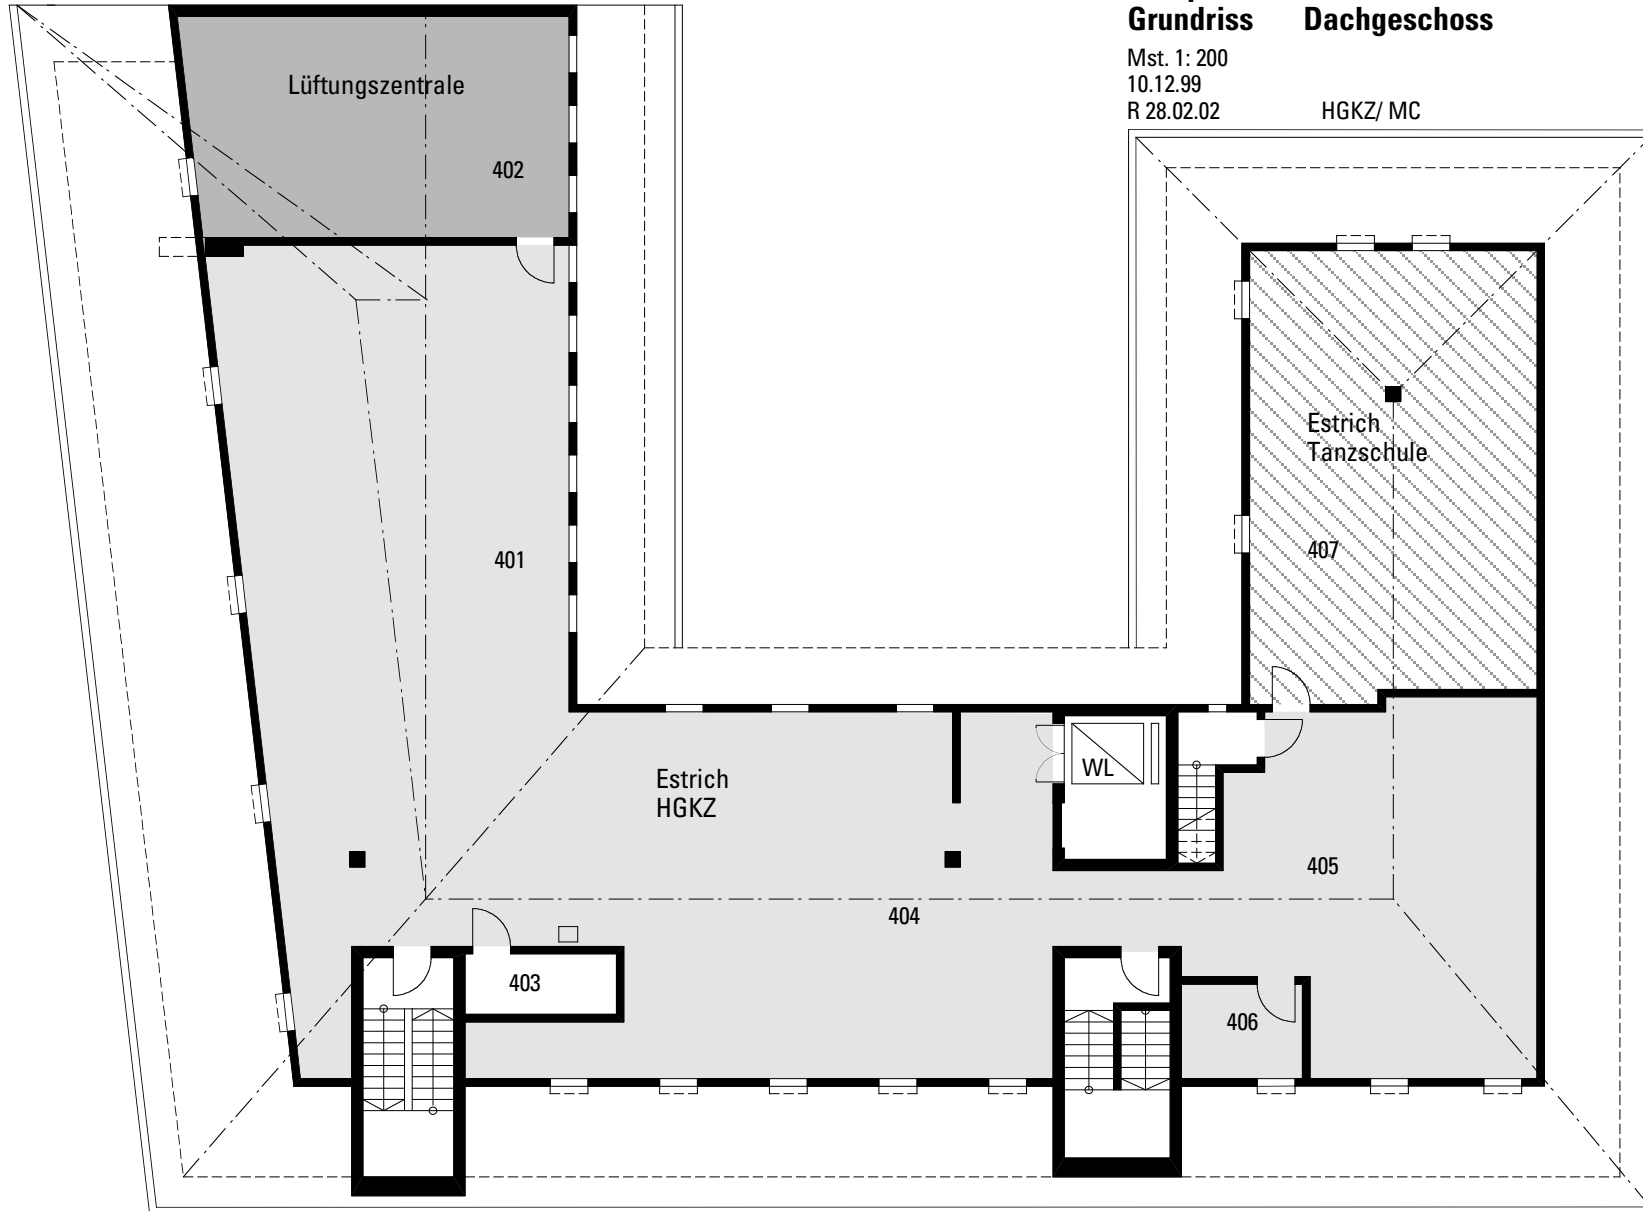 Grundriss Dachgeschoss
Mst. 1: 200
10.12.99
R 28.02.02 HGKZ/ MC
Lüftungszentrale
402
Estrich
Tanzschule
407
401
Estrich
HGKZ
WL
405
404
403
406